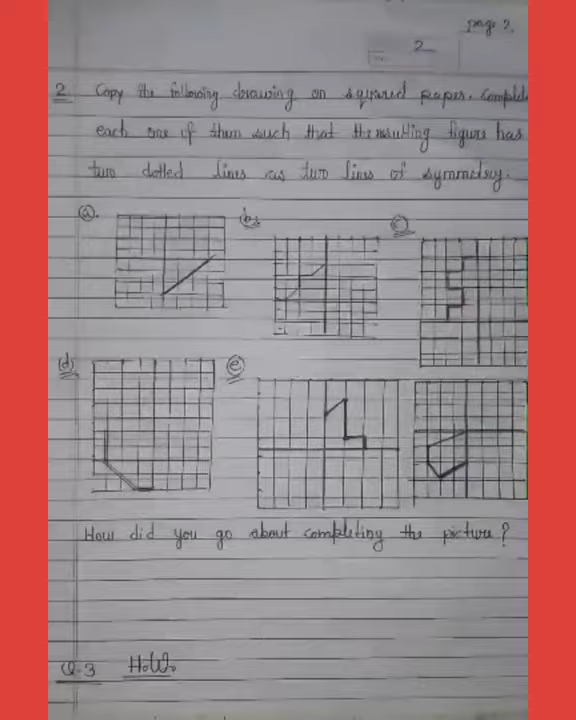 page 2.
2
2 Copy the following drawing on squared paper. Complete
each one of them such that the resulting figure has
two dotted lines as two lines of symmetry.
(a). (b) (c)
(d) (e)
How did you go about completing the picture?
Q.3 H.W.